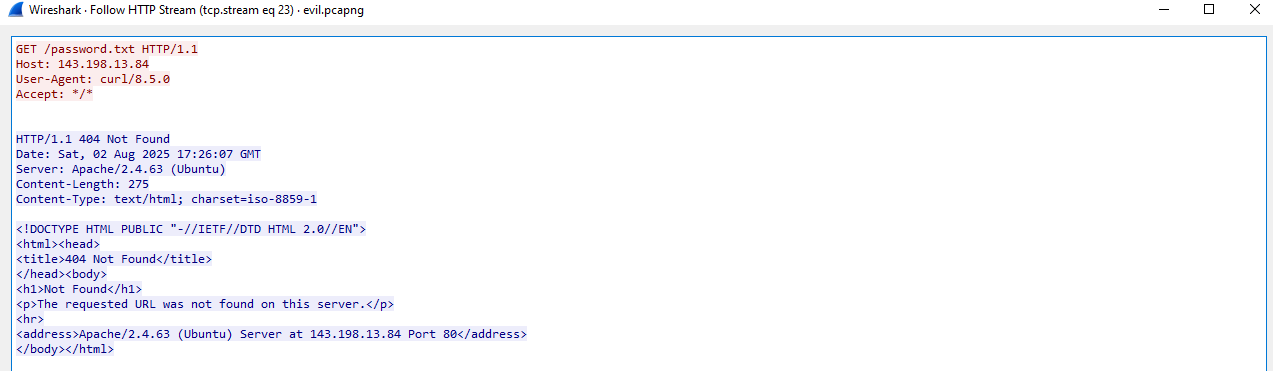 Wireshark · Follow HTTP Stream (tcp.stream eq 23) · evil.pcapng
GET /password.txt HTTP/1.1
Host: 143.198.13.84
User-Agent: curl/8.5.0
Accept: */*
HTTP/1.1 404 Not Found
Date: Sat, 02 Aug 2025 17:26:07 GMT
Server: Apache/2.4.63 (Ubuntu)
Content-Length: 275
Content-Type: text/html; charset=iso-8859-1
<!DOCTYPE HTML PUBLIC "-//IETF//DTD HTML 2.0//EN">
<html><head>
<title>404 Not Found</title>
</head><body>
<h1>Not Found</h1>
<p>The requested URL was not found on this server.</p>
<hr>
<address>Apache/2.4.63 (Ubuntu) Server at 143.198.13.84 Port 80</address>
</body></html>